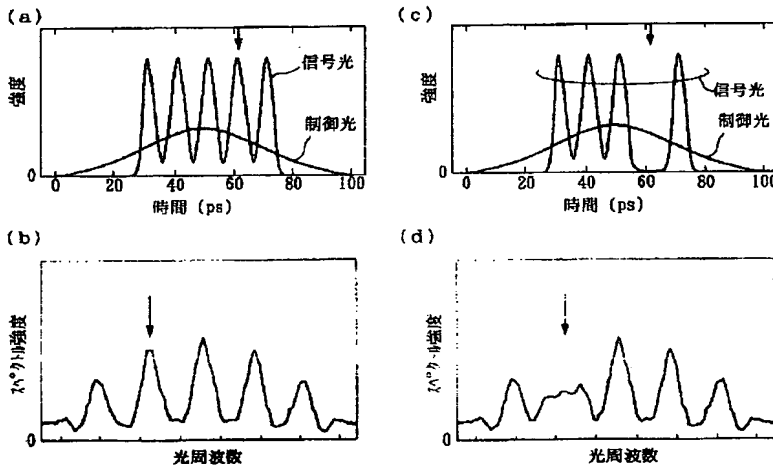 (a)
強度
信号光
制御光
0
0 20 40 60 80 100
時間 (ps)
(b)
スペクトル強度
0
光周波数
(c)
強度
信号光
制御光
0
0 20 40 60 80 100
時間 (ps)
(d)
スペクトル強度
0
光周波数